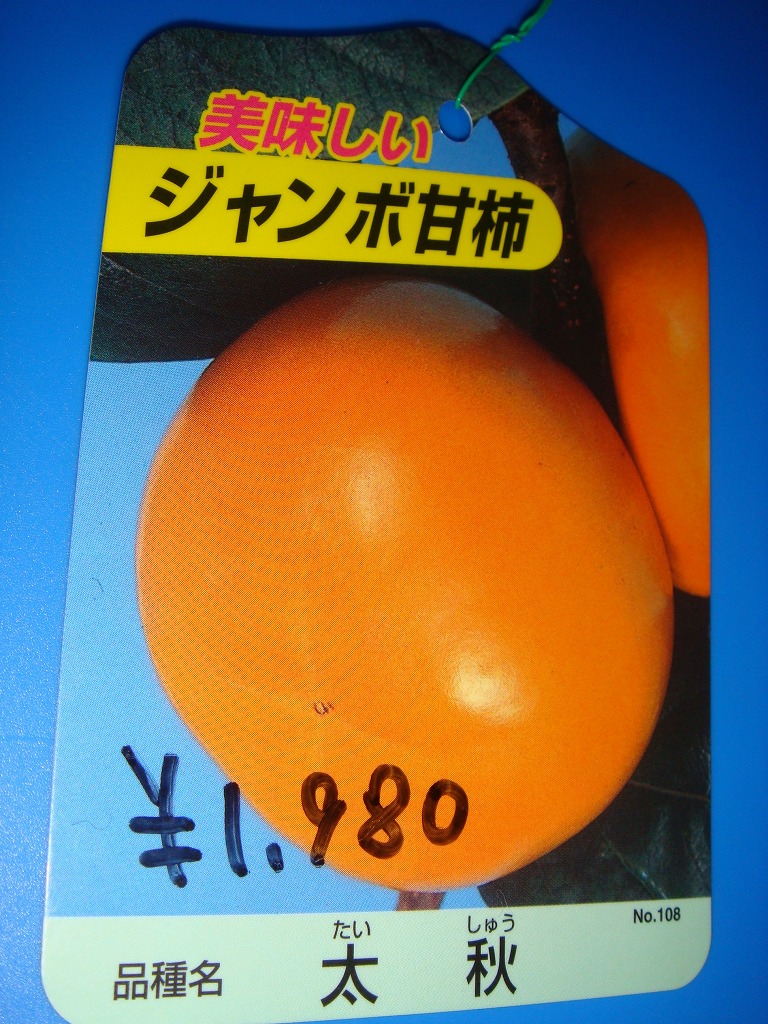 美味しい
ジャンボ甘柿
¥1.980
No.108
たい しゅう
品種名 太 秋